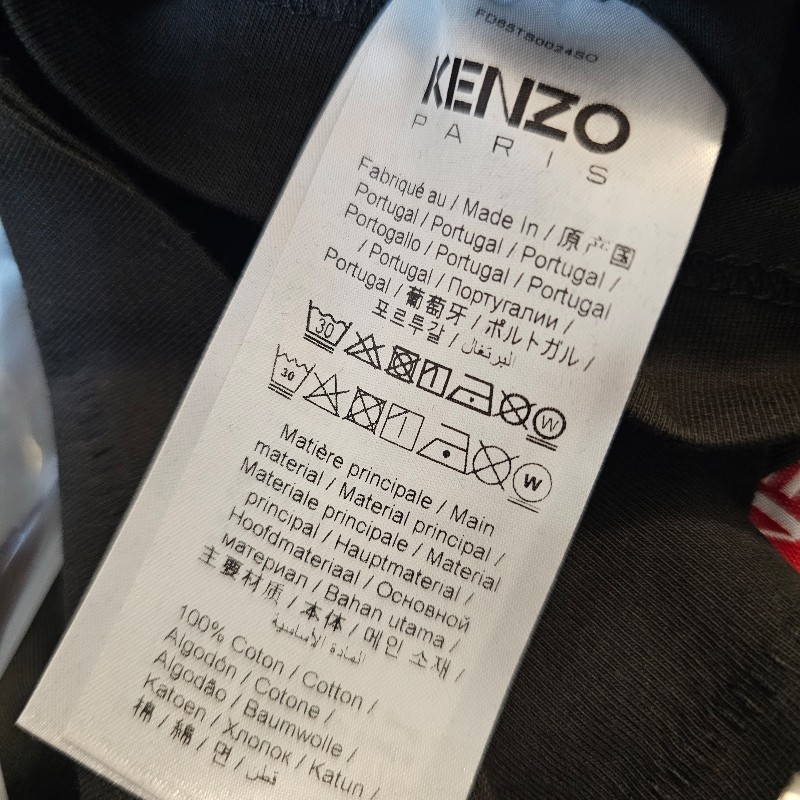 FD65TS0024SO
KENZO
PARIS
Fabriqué au / Made In / 原产国
Portugal / Portugal / Portugal /
Portogallo / Portugal / Portugal
/ Portugal / Португалии /
Portugal / 葡萄牙 / ポルトガル /
포르투갈 / البرتغال
30 W
30 W
Matière principale / Main
material / Material principal /
Materiale principale / Material
principal / Hauptmaterial /
Hoofdmateriaal / Основной
материал / Bahan utama /
主要材质 / 本体 / 메인 소재 /
المادة الأساسية
100% Coton / Cotton /
Algodón / Cotone /
Algodão / Baumwolle /
Katoen / Хлопок / Katun /
棉 / 綿 / 면 / قطن